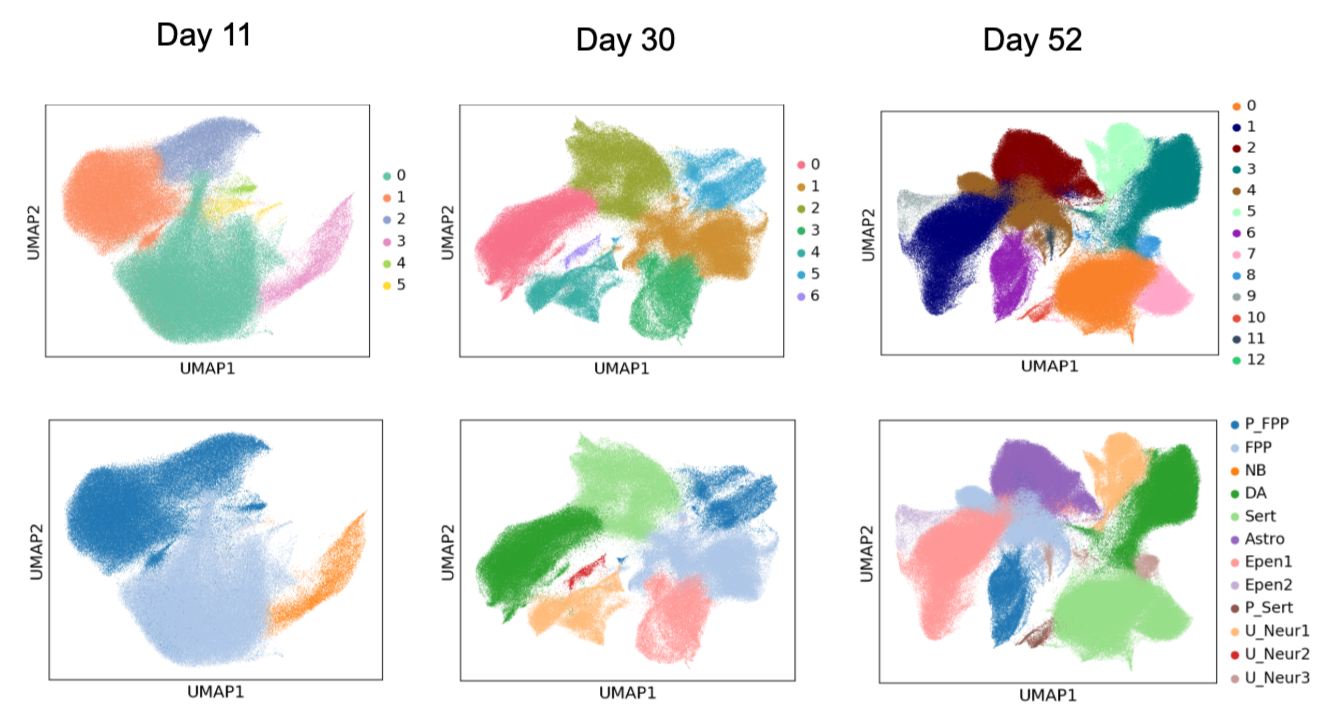 Day 11
Day 30
Day 52
UMAP2
UMAP1
0
1
2
3
4
5
UMAP2
UMAP1
0
1
2
3
4
5
6
UMAP2
UMAP1
0
1
2
3
4
5
6
7
8
9
10
11
12
UMAP2
UMAP1
UMAP2
UMAP1
UMAP2
UMAP1
P_FPP
FPP
NB
DA
Sert
Astro
Epen1
Epen2
P_Sert
U_Neur1
U_Neur2
U_Neur3